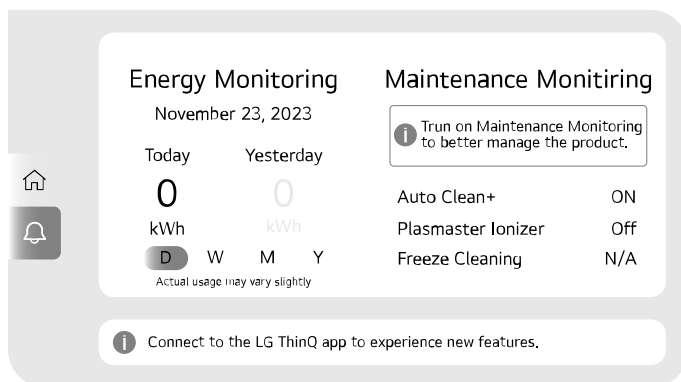 Energy Monitoring
November 23, 2023
Today Yesterday
0 0
kWh kWh
D W M Y
Actual usage may vary slightly
Maintenance Monitiring
Trun on Maintenance Monitoring
to better manage the product.
Auto Clean+ ON
Plasmaster Ionizer Off
Freeze Cleaning N/A
Connect to the LG ThinQ app to experience new features.